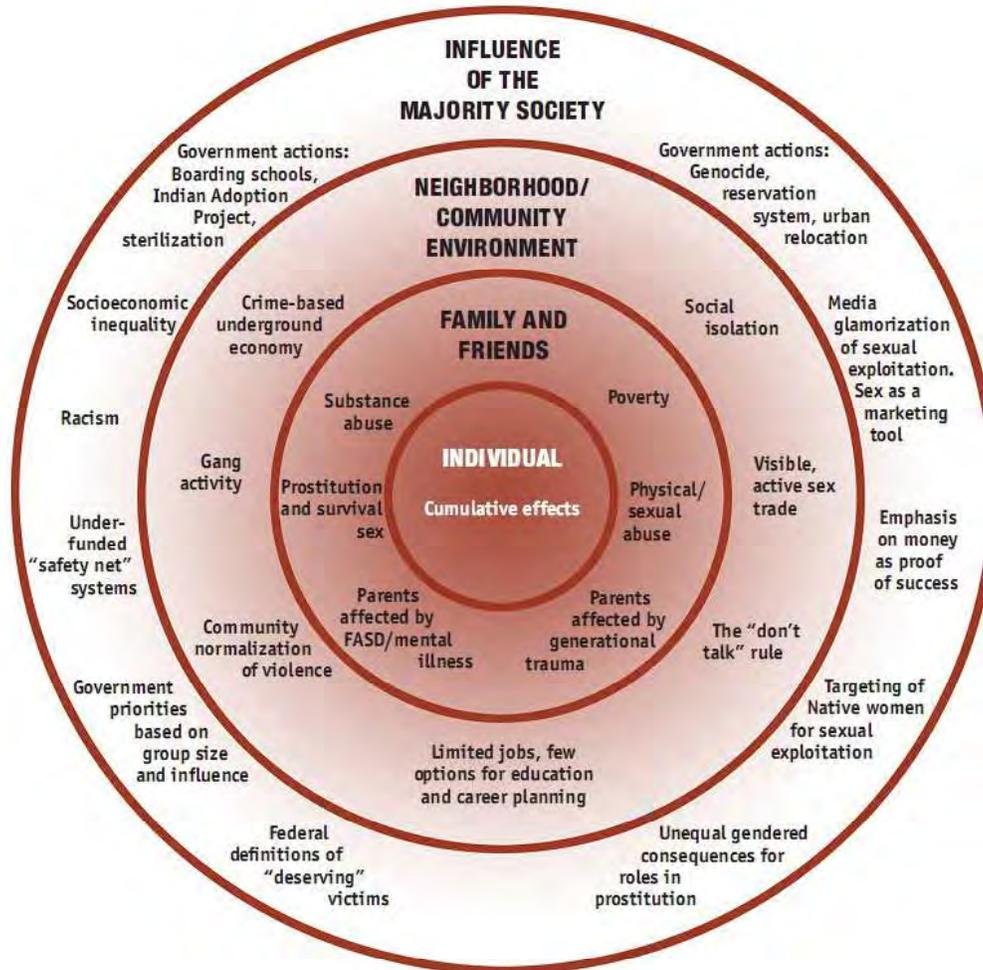 INFLUENCE
OF THE
MAJORITY SOCIETY
Government actions:
Boarding schools,
Indian Adoption
Project,
sterilization
Government actions:
Genocide,
reservation
system, urban
relocation
Socioeconomic
inequality
Media
glamorization
of sexual
exploitation.
Sex as a
marketing
tool
Racism
Under-
funded
“safety net”
systems
Emphasis
on money
as proof
of success
Government
priorities
based on
group size
and influence
Targeting of
Native women
for sexual
exploitation
Federal
definitions of
“deserving”
victims
Unequal gendered
consequences for
roles in
prostitution
NEIGHBORHOOD/
COMMUNITY
ENVIRONMENT
Crime-based
underground
economy
Social
isolation
Gang
activity
Visible,
active sex
trade
Community
normalization
of violence
The “don’t
talk” rule
Limited jobs, few
options for education
and career planning
FAMILY AND
FRIENDS
Substance
abuse
Poverty
Prostitution
and survival
sex
Physical/
sexual
abuse
Parents
affected by
FASD/mental
illness
Parents
affected by
generational
trauma
INDIVIDUAL
Cumulative effects